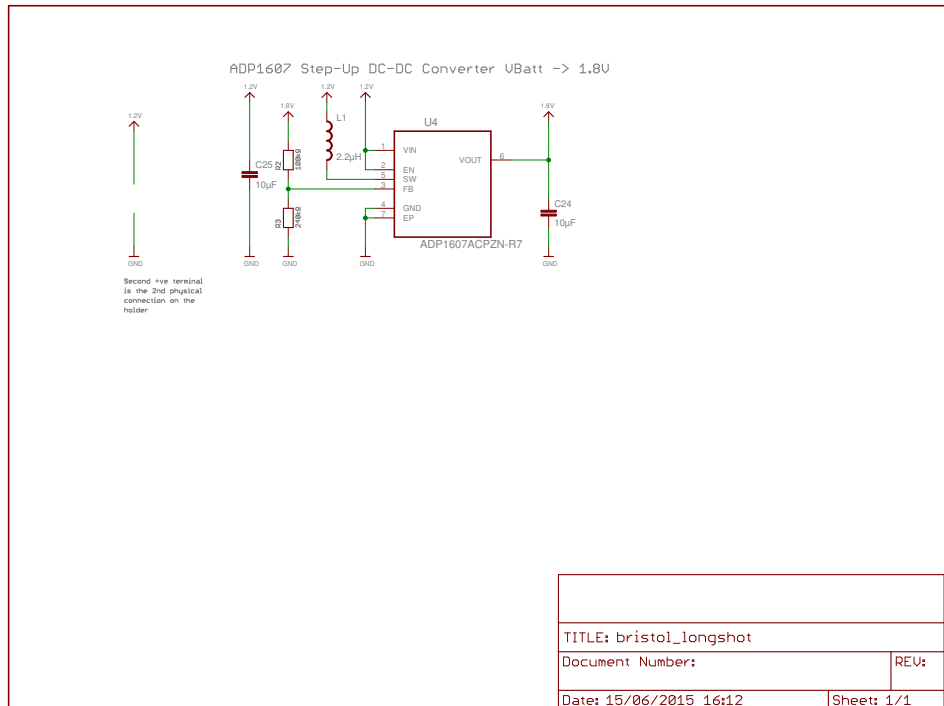 ADP1607 Step-Up DC-DC Converter VBatt -> 1.8V
1.2V
1.2V
1.8V
1.2V
1.2V
1.8V
L1
2.2µH
U4
C25
10µF
R2
R3
1
VIN
2
EN
5
SW
3
FB
4
GND
7
EP
VOUT
6
ADP1607ACPZN-R7
C24
10µF
GND
GND
GND
GND
GND
Second +ve terminal
is the 2nd physical
connection on the
holder
TITLE: bristol_longshot
Document Number:
REV:
Date: 15/06/2015 16:12
Sheet: 1/1